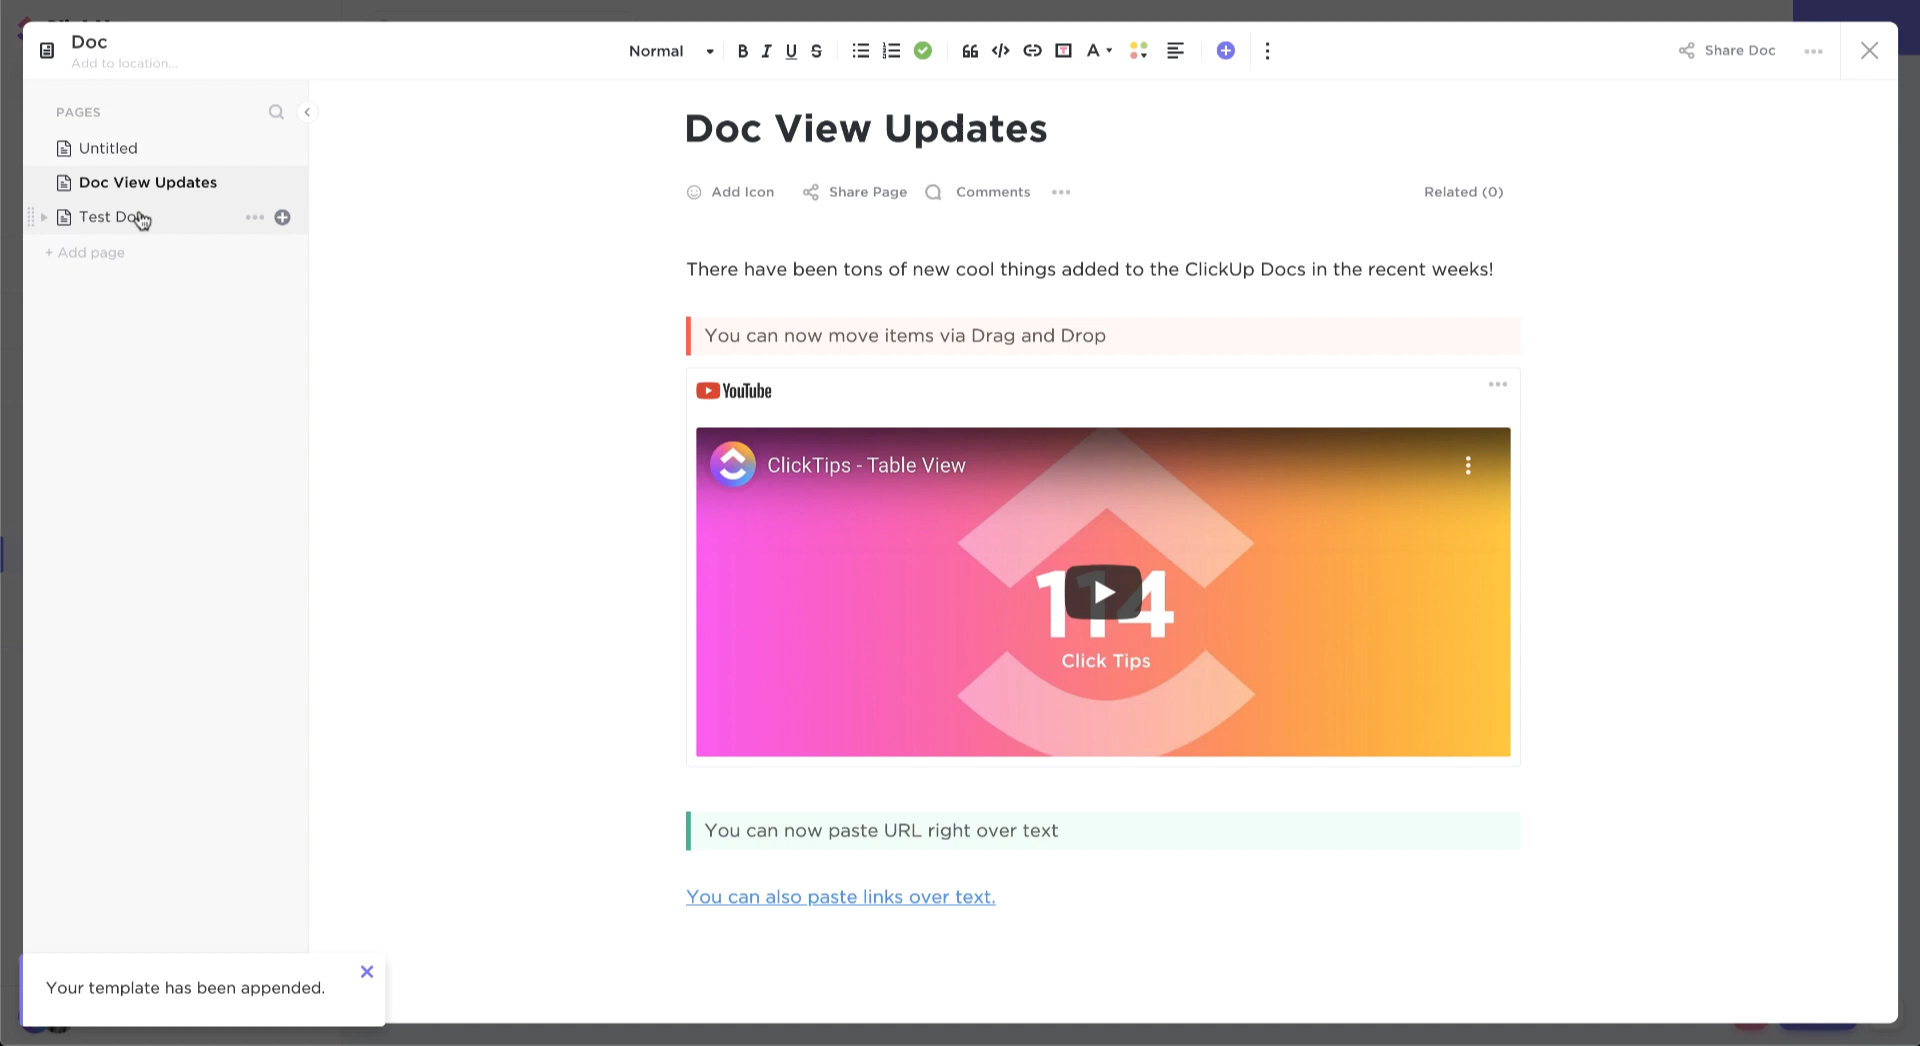 Doc
Add to location...
Normal
B I U S
A
Share Doc
PAGES
Untitled
Doc View Updates
Test Do
+ Add page
Doc View Updates
Add Icon
Share Page
Comments
Related (0)
There have been tons of new cool things added to the ClickUp Docs in the recent weeks!
You can now move items via Drag and Drop
YouTube
ClickTips - Table View
114
Click Tips
You can now paste URL right over text
You can also paste links over text.
Your template has been appended.